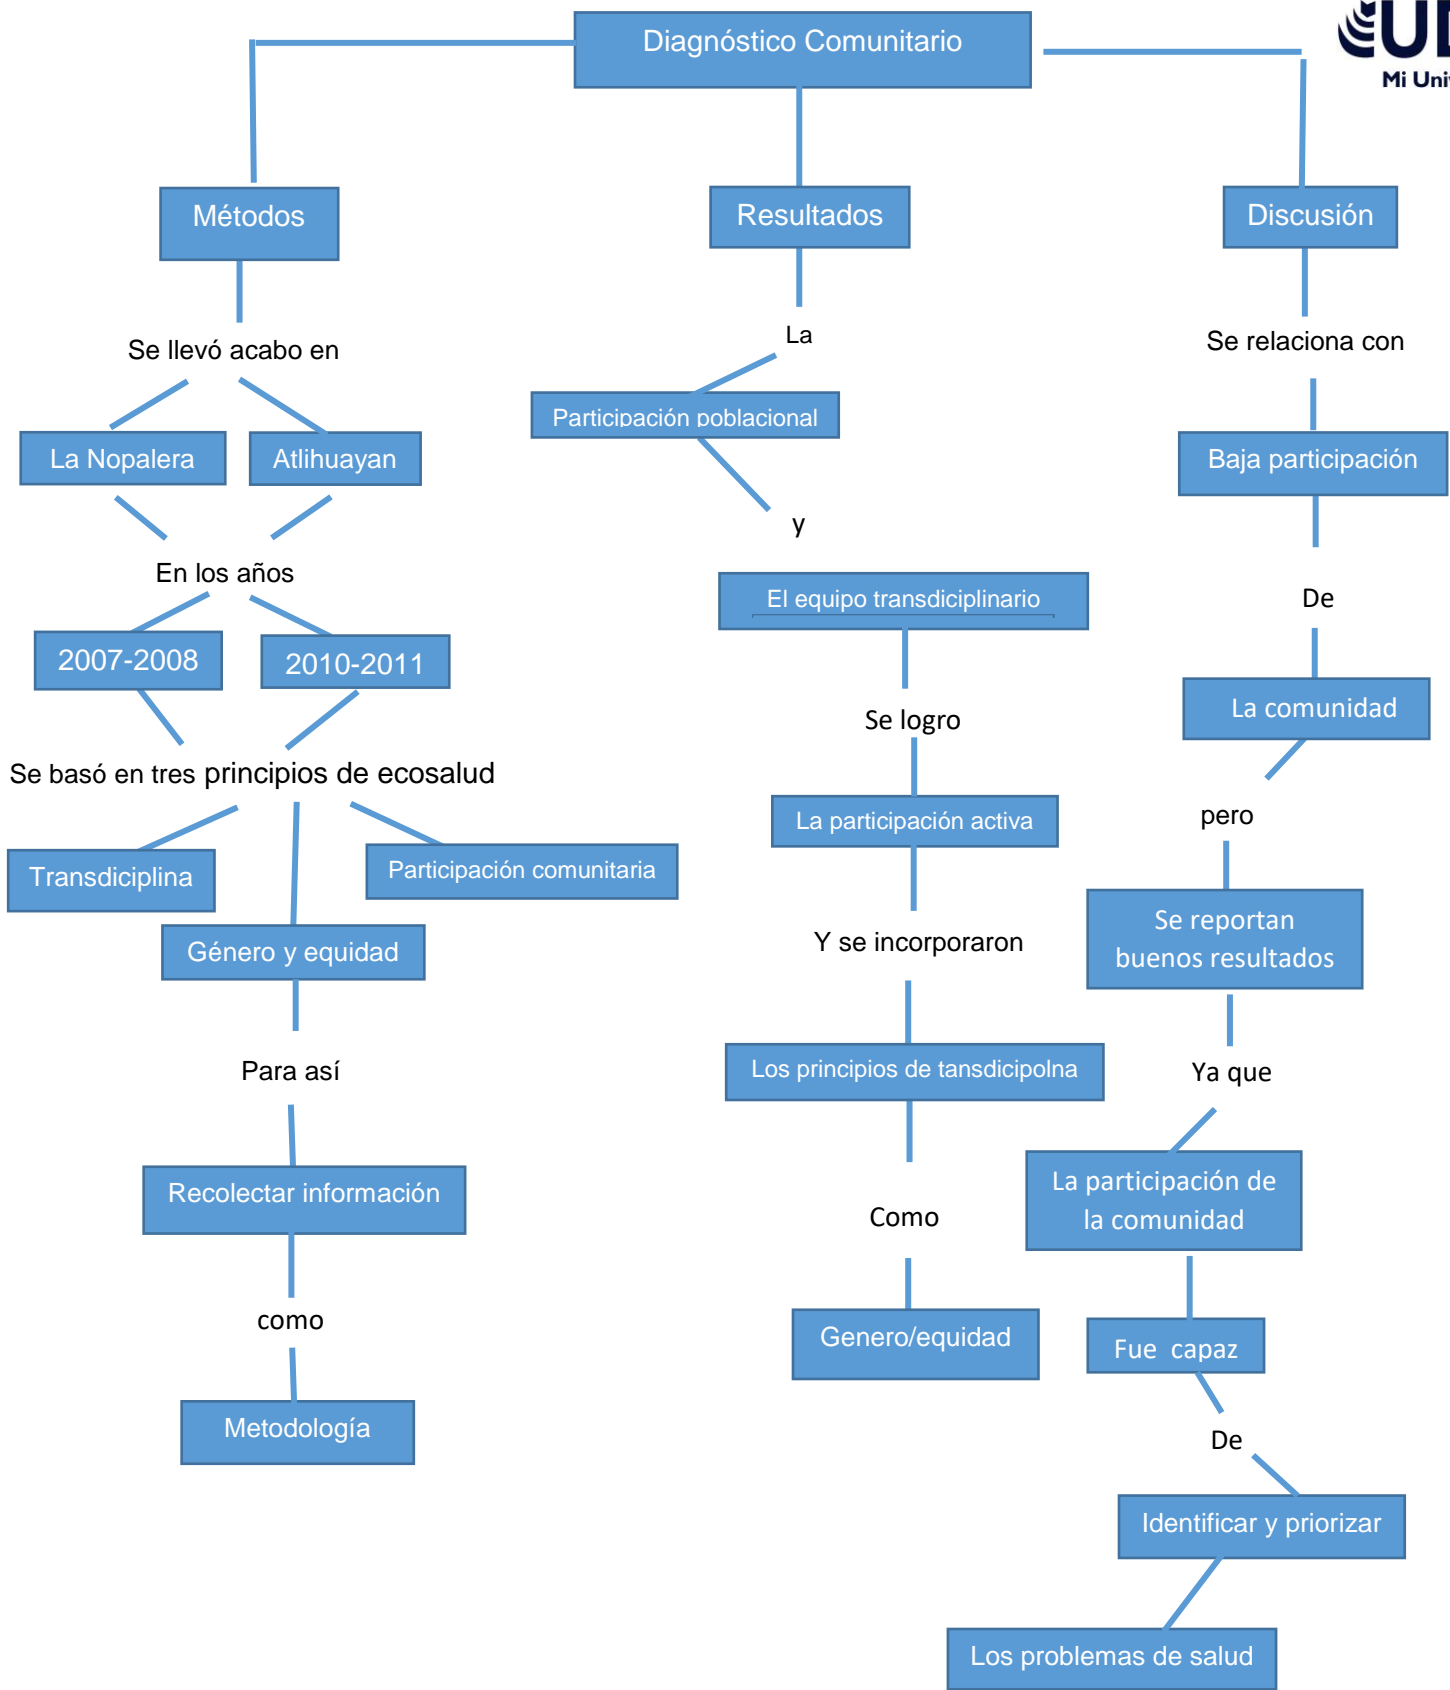 Diagnóstico Comunitario
Mi
Métodos
Se llevó acabo en
La Nopalera
Atlihuayan
En los años
2007-2008
2010-2011
Se basó en tres principios de ecosalud
Transdiciplina
Participación comunitaria
Género y equidad
Para así
Recolectar información
como
Metodología
Resultados
La
Participación poblacional
y
El equipo transdiciplinario
Se logro
La participación activa
Y se incorporaron
Los principios de tansdicipolna
Como
Genero/equidad
Discusión
Se relaciona con
Baja participación
De
La comunidad
pero
Se reportan
buenos resultados
Ya que
La participación de
la comunidad
Fue capaz
De
Identificar y priorizar
Los problemas de salud